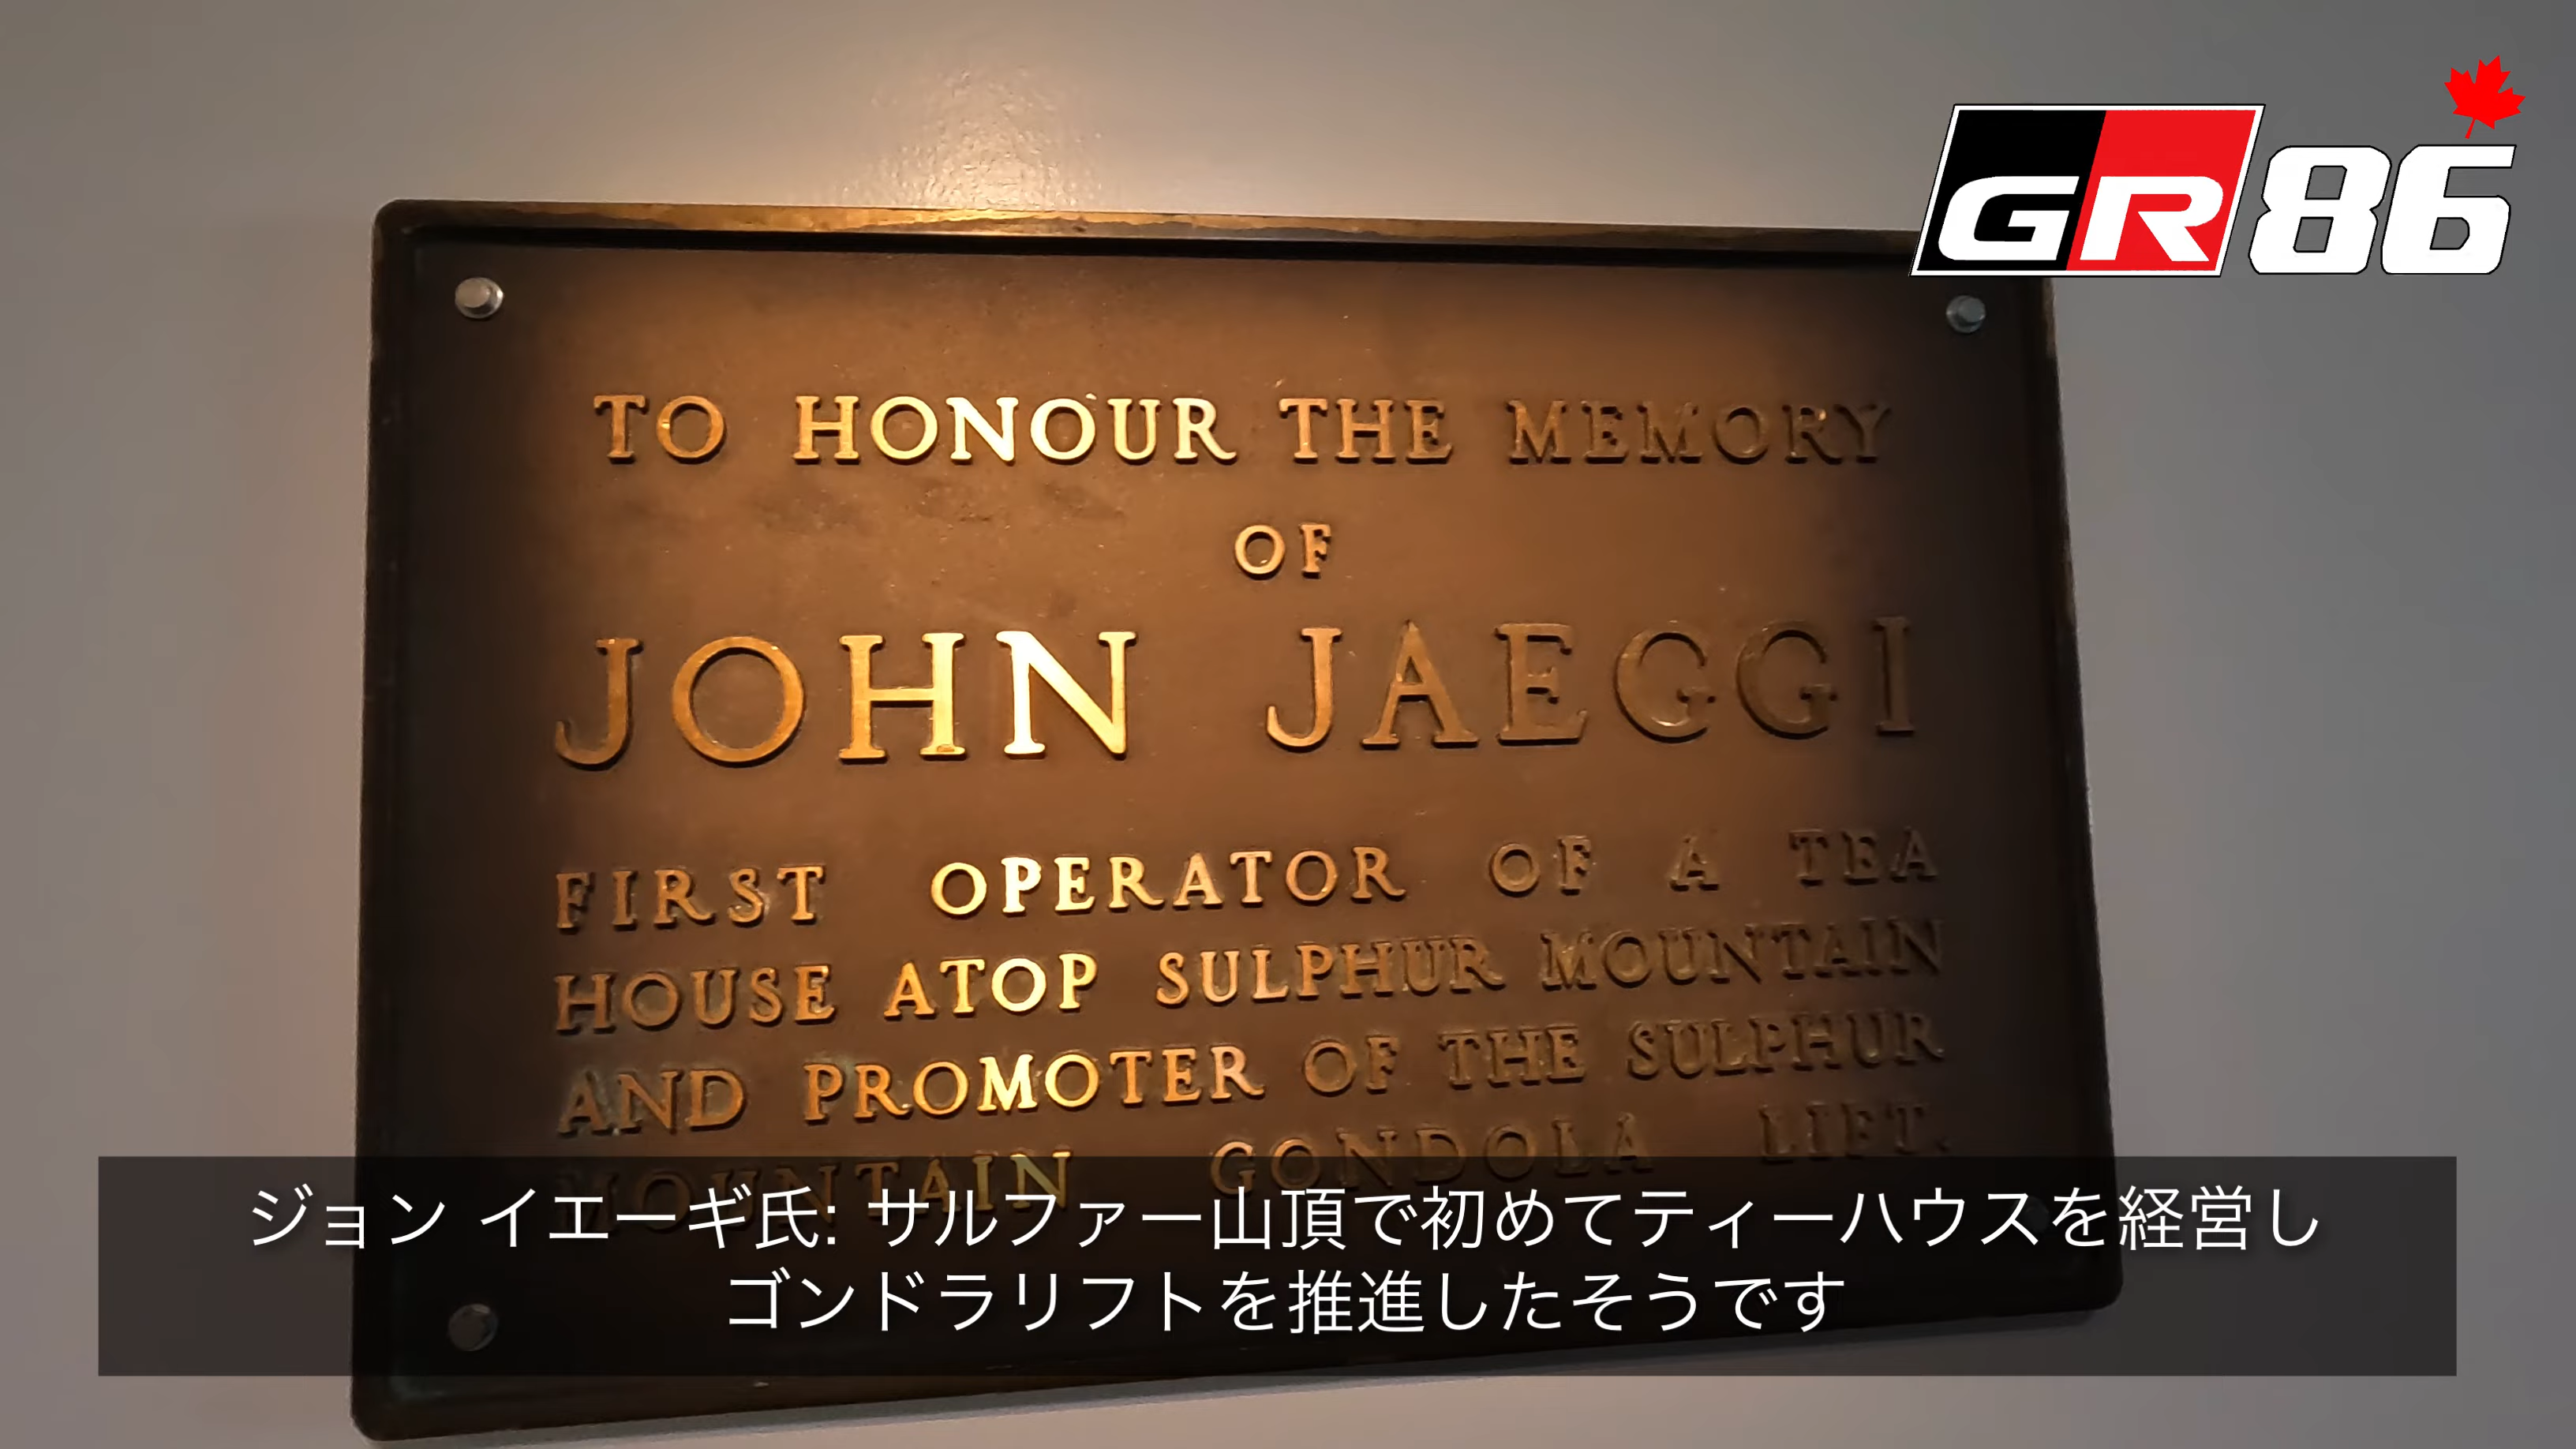 GR86
TO HONOUR THE MEMORY
OF
JOHN JAEGGI
FIRST OPERATOR OF A TEA
HOUSE ATOP SULPHUR MOUNTAIN
AND PROMOTER OF THE SULPHUR
MOUNTAIN GONDOLA LIFT.
ジョン イエーギ氏: サルファー山頂で初めてティーハウスを経営し
ゴンドラリフトを推進したそうです